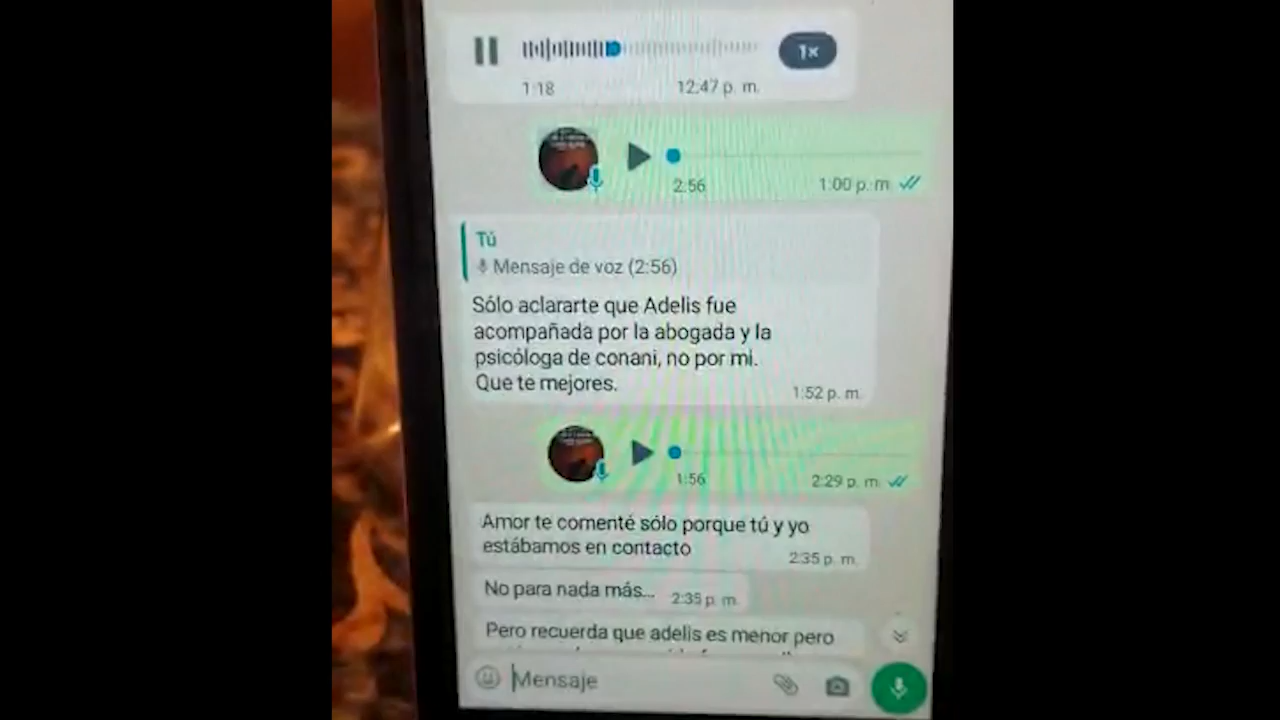 1:18
12:47 p. m.
1×
2:56
1:00 p. m.
Tú
Mensaje de voz (2:56)
Sólo aclararte que Adelis fue
acompañada por la abogada y la
psicóloga de conani, no por mi.
Que te mejores.
1:52 p. m.
1:56
2:29 p. m.
Amor te comenté sólo porque tú y yo
estábamos en contacto
2:35 p. m.
No para nada más...
2:35 p. m.
Pero recuerda que adelis es menor pero
Mensaje